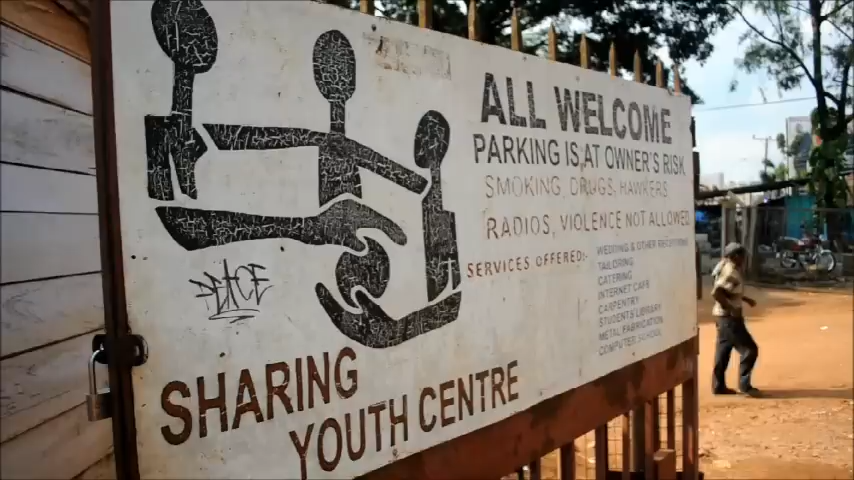 ALL WELCOME
PARKING IS AT OWNER'S RISK
SMOKING, DRUGS, HAWKERS
RADIOS, VIOLENCE NOT ALLOWED
SERVICES OFFERED:-
WEDDING & OTHER
TAILORING
CATERING
INTERNET CAFE
CARPENTRY
STUDENTS LIBRARY
METAL FABRICATION
COMPUTER SCHOOL
PEACE
SHARING
YOUTH CENTRE